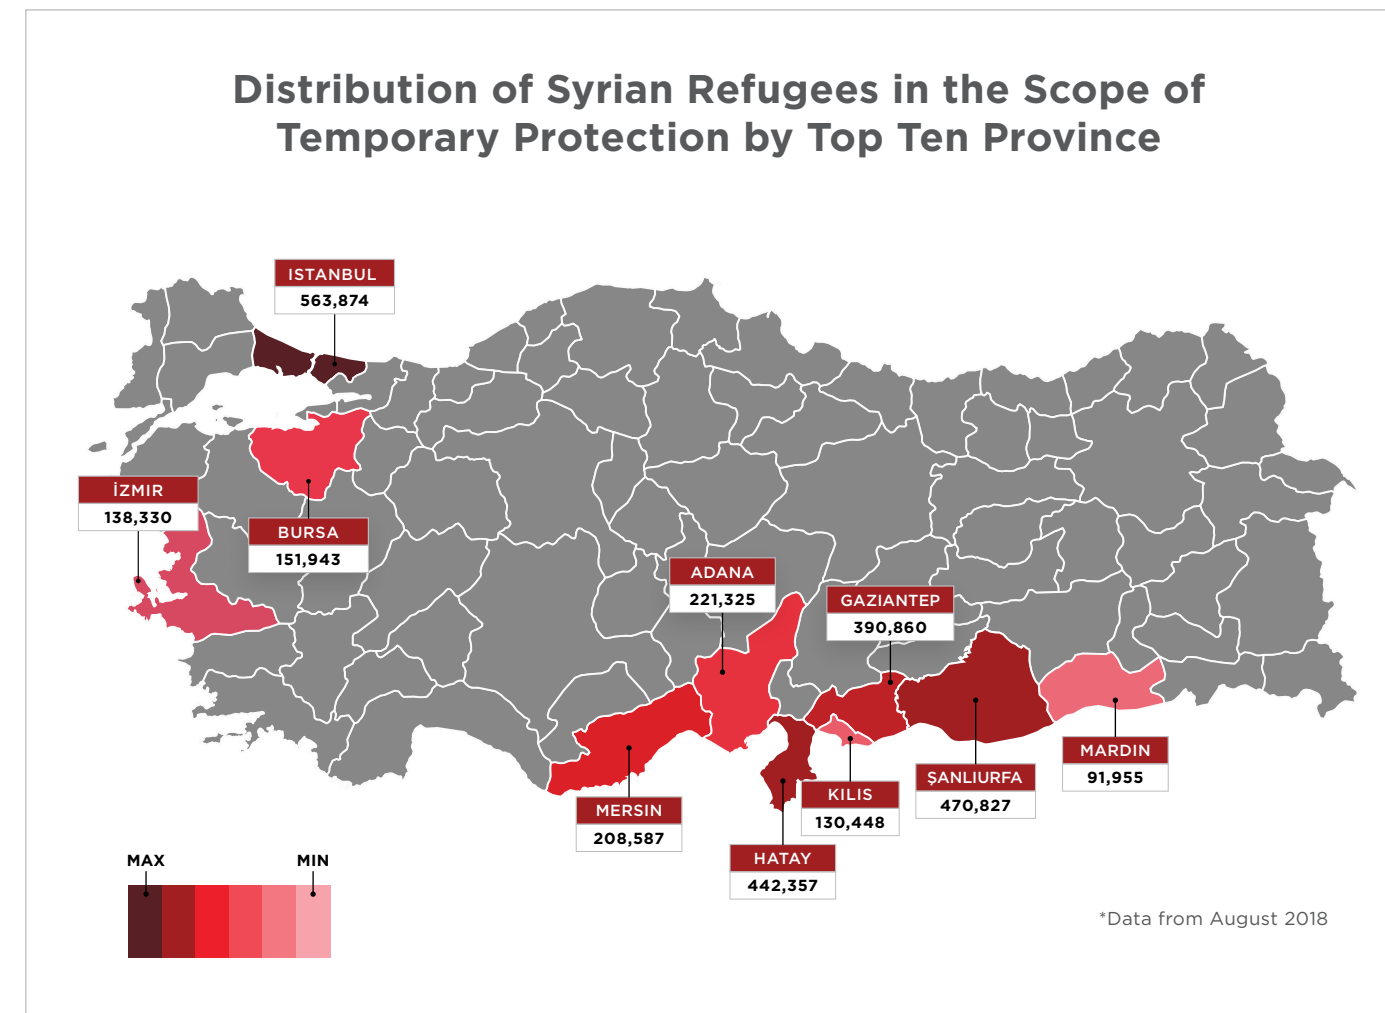 Distribution of Syrian Refugees in the Scope of
Temporary Protection by Top Ten Province
ISTANBUL
563,874
İZMIR
138,330
BURSA
151,943
ADANA
221,325
GAZIANTEP
390,860
MARDIN
91,955
ŞANLIURFA
470,827
KILIS
130,448
MERSIN
208,587
HATAY
442,357
MAX MIN
*Data from August 2018